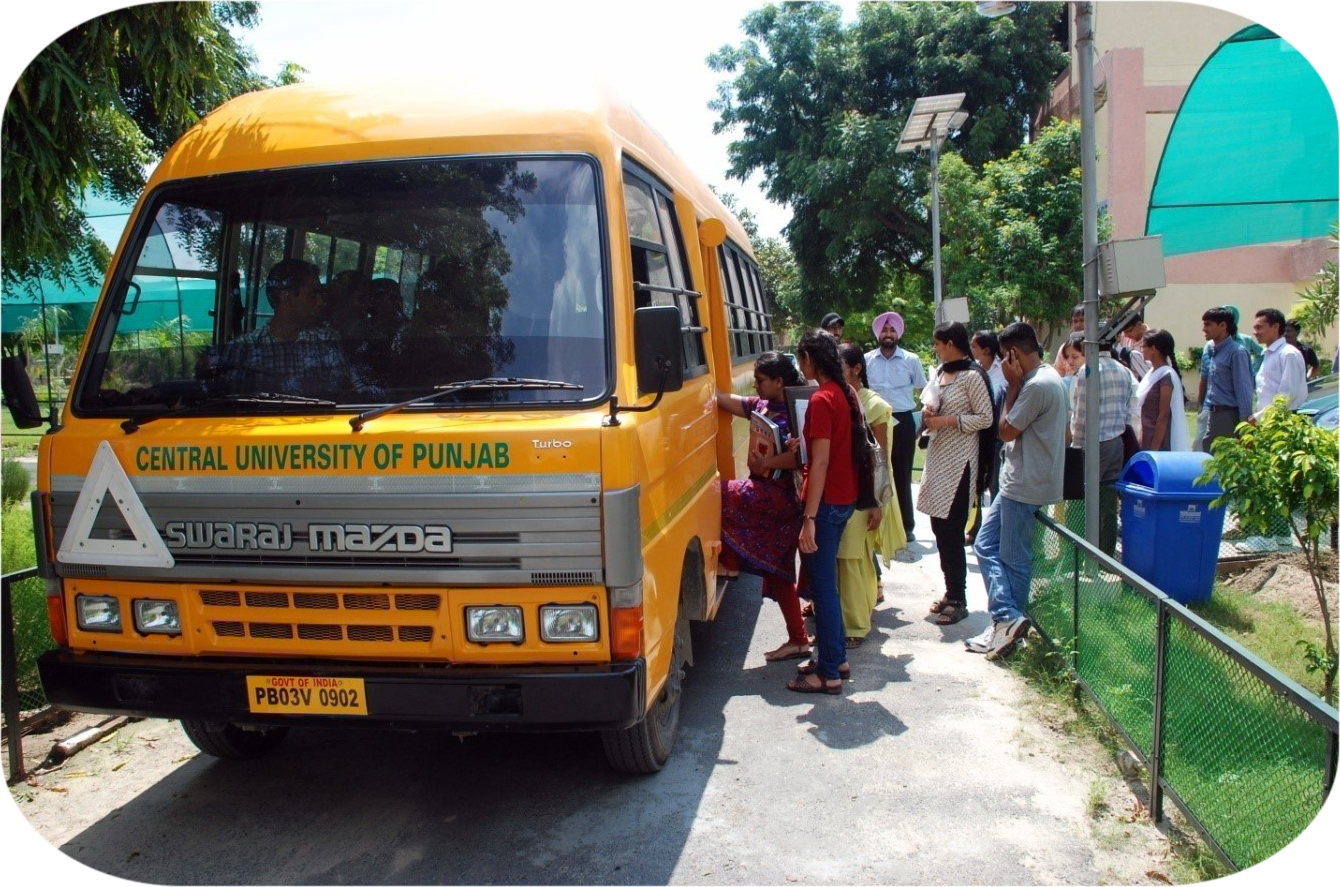 CENTRAL UNIVERSITY OF PUNJAB
Turbo
SWARAJ MAZDA
GOVT OF INDIA
PB03V 0902